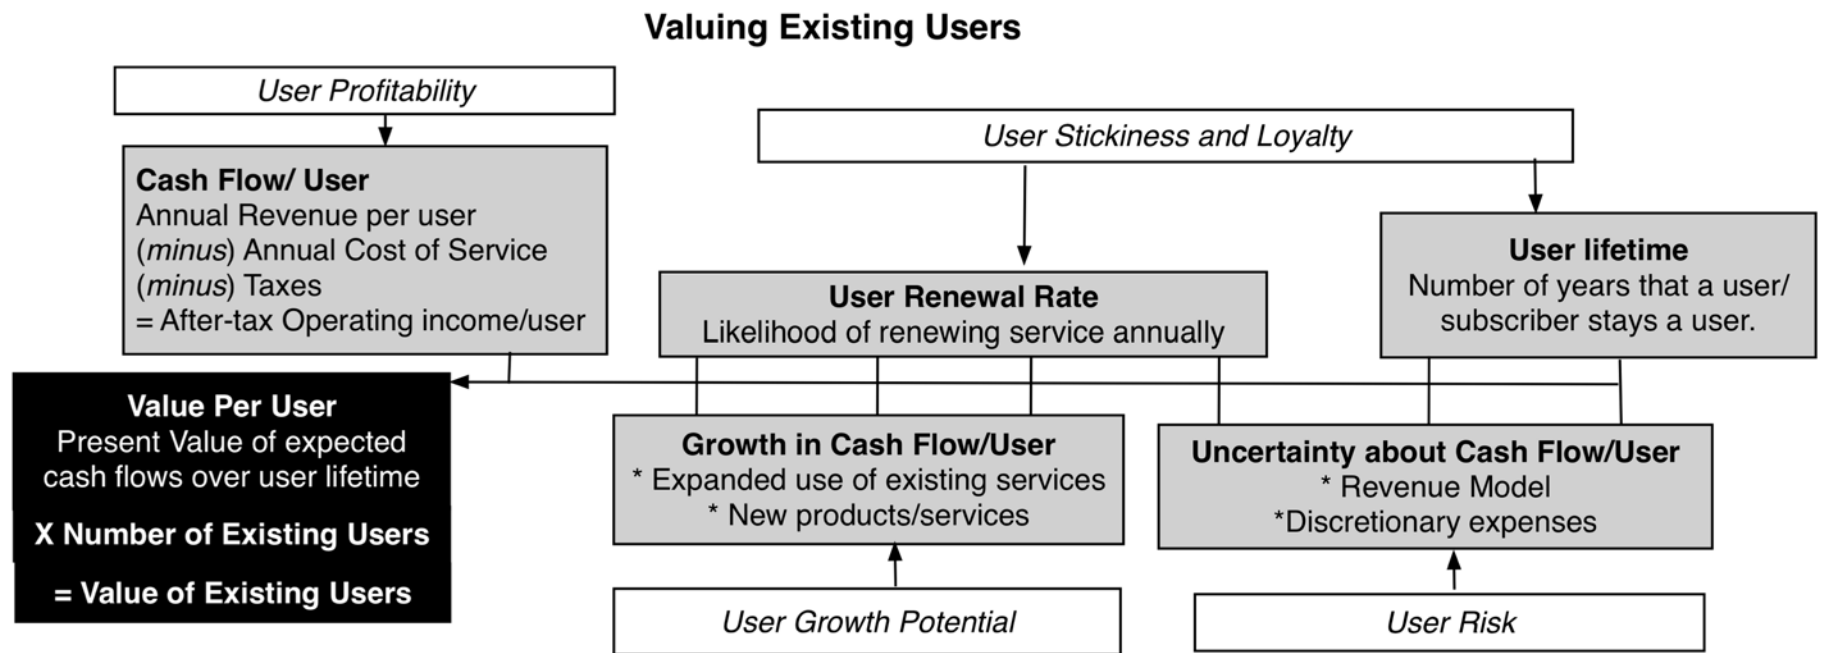 Valuing Existing Users
User Profitability
User Stickiness and Loyalty
Cash Flow/ User
Annual Revenue per user
(minus) Annual Cost of Service
(minus) Taxes
= After-tax Operating income/user
User Renewal Rate
Likelihood of renewing service annually
User lifetime
Number of years that a user/
subscriber stays a user.
Value Per User
Present Value of expected
cash flows over user lifetime
X Number of Existing Users
= Value of Existing Users
Growth in Cash Flow/User
* Expanded use of existing services
* New products/services
Uncertainty about Cash Flow/User
* Revenue Model
*Discretionary expenses
User Growth Potential
User Risk